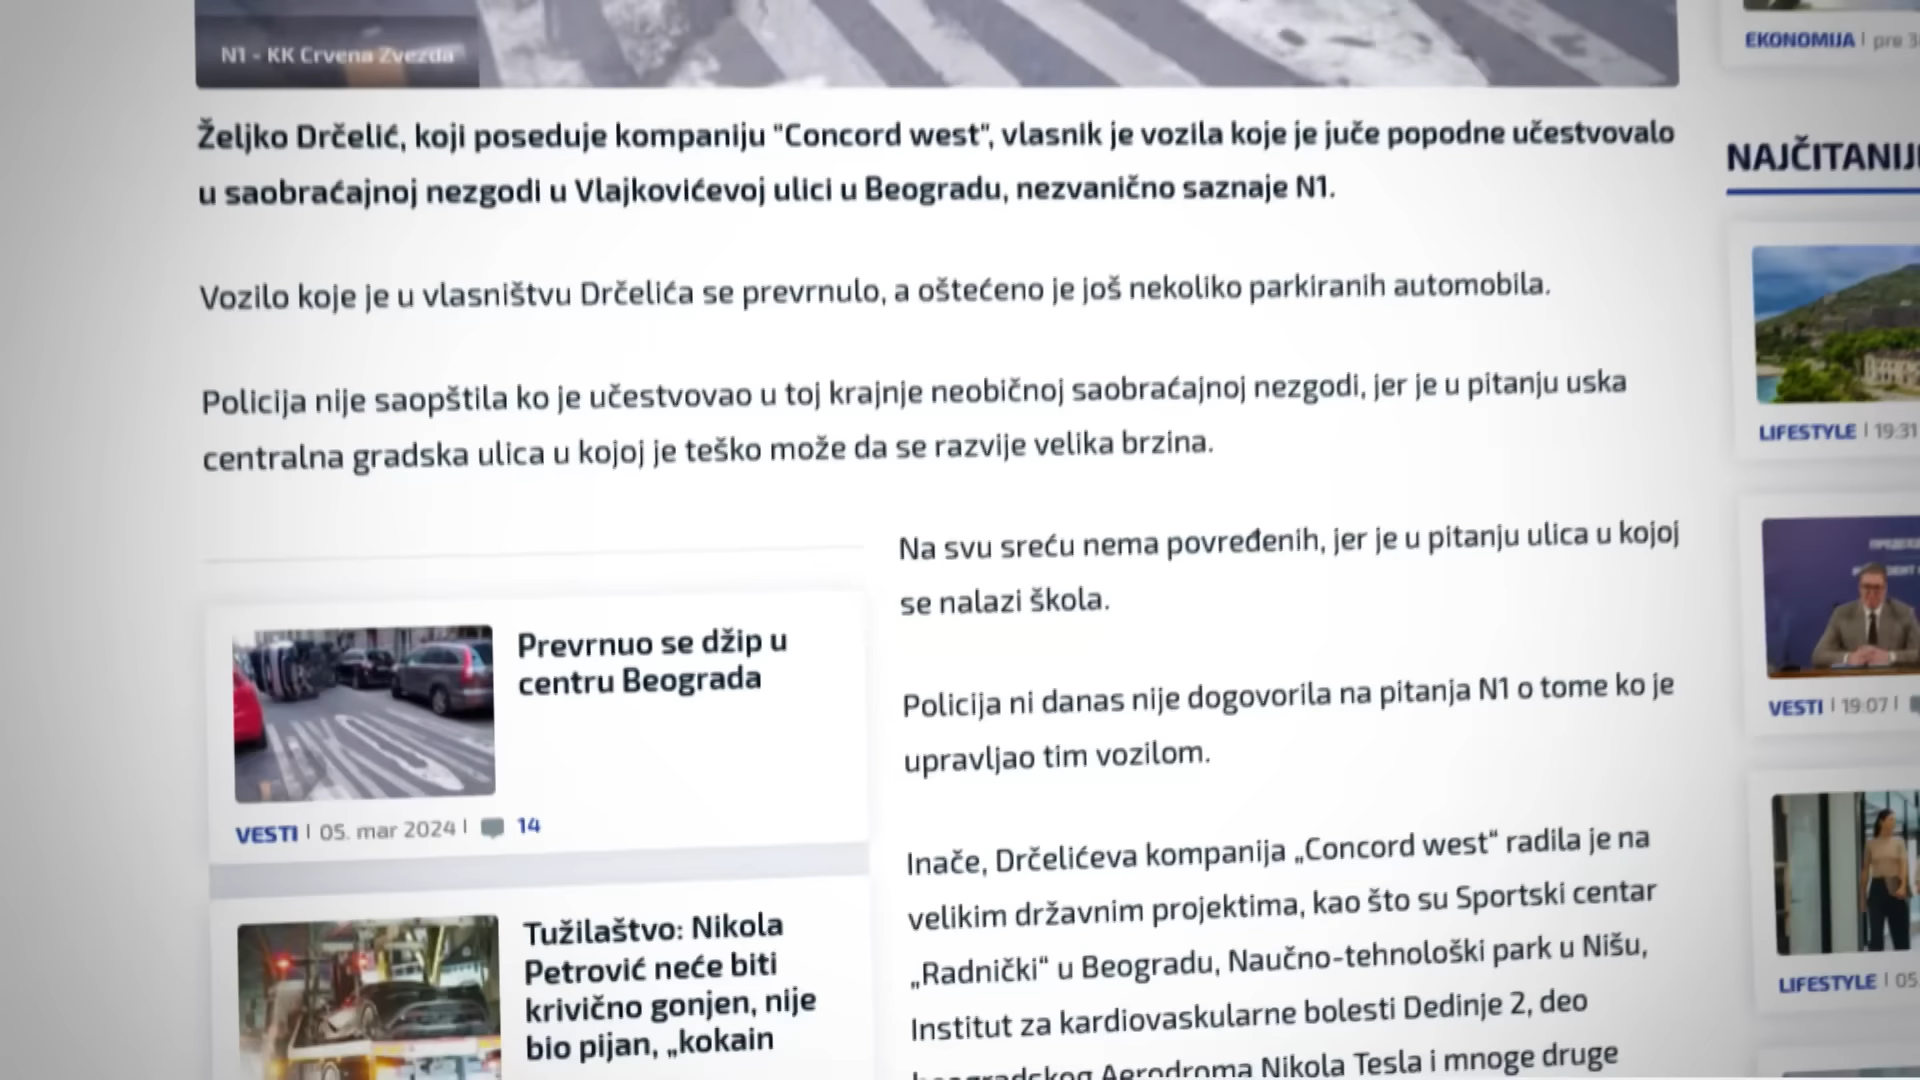 N1 - KK Crvena Zvezda
Željko Drčelić, koji poseduje kompaniju "Concord west", vlasnik je vozila koje je juče popodne učestvovalo
u saobraćajnoj nezgodi u Vlajkovićevoj ulici u Beogradu, nezvanično saznaje N1.
Vozilo koje je u vlasništvu Drčelića se prevrnulo, a oštećeno je još nekoliko parkiranih automobila.
Policija nije saopštila ko je učestvovao u toj krajnje neobičnoj saobraćajnoj nezgodi, jer je u pitanju uska
centralna gradska ulica u kojoj je teško može da se razvije velika brzina.
Na svu sreću nema povređenih, jer je u pitanju ulica u kojoj
se nalazi škola.
Policija ni danas nije dogovorila na pitanja N1 o tome ko je
upravljao tim vozilom.
Inače, Drčelićeva kompanija „Concord west“ radila je na
velikim državnim projektima, kao što su Sportski centar
„Radnički“ u Beogradu, Naučno-tehnološki park u Nišu,
Institut za kardiovaskularne bolesti Dedinje 2, deo
beogradskog Aerodroma Nikola Tesla i mnoge druge
Prevrnuo se džip u
centru Beograda
VESTI | 05. mar 2024 | 14
Tužilaštvo: Nikola
Petrović neće biti
krivično gonjen, nije
bio pijan, „kokain
EKONOMIJA | pre
NAJČITANIJ
LIFESTYLE | 19:31
VESTI | 19:07 |
LIFESTYLE | 05